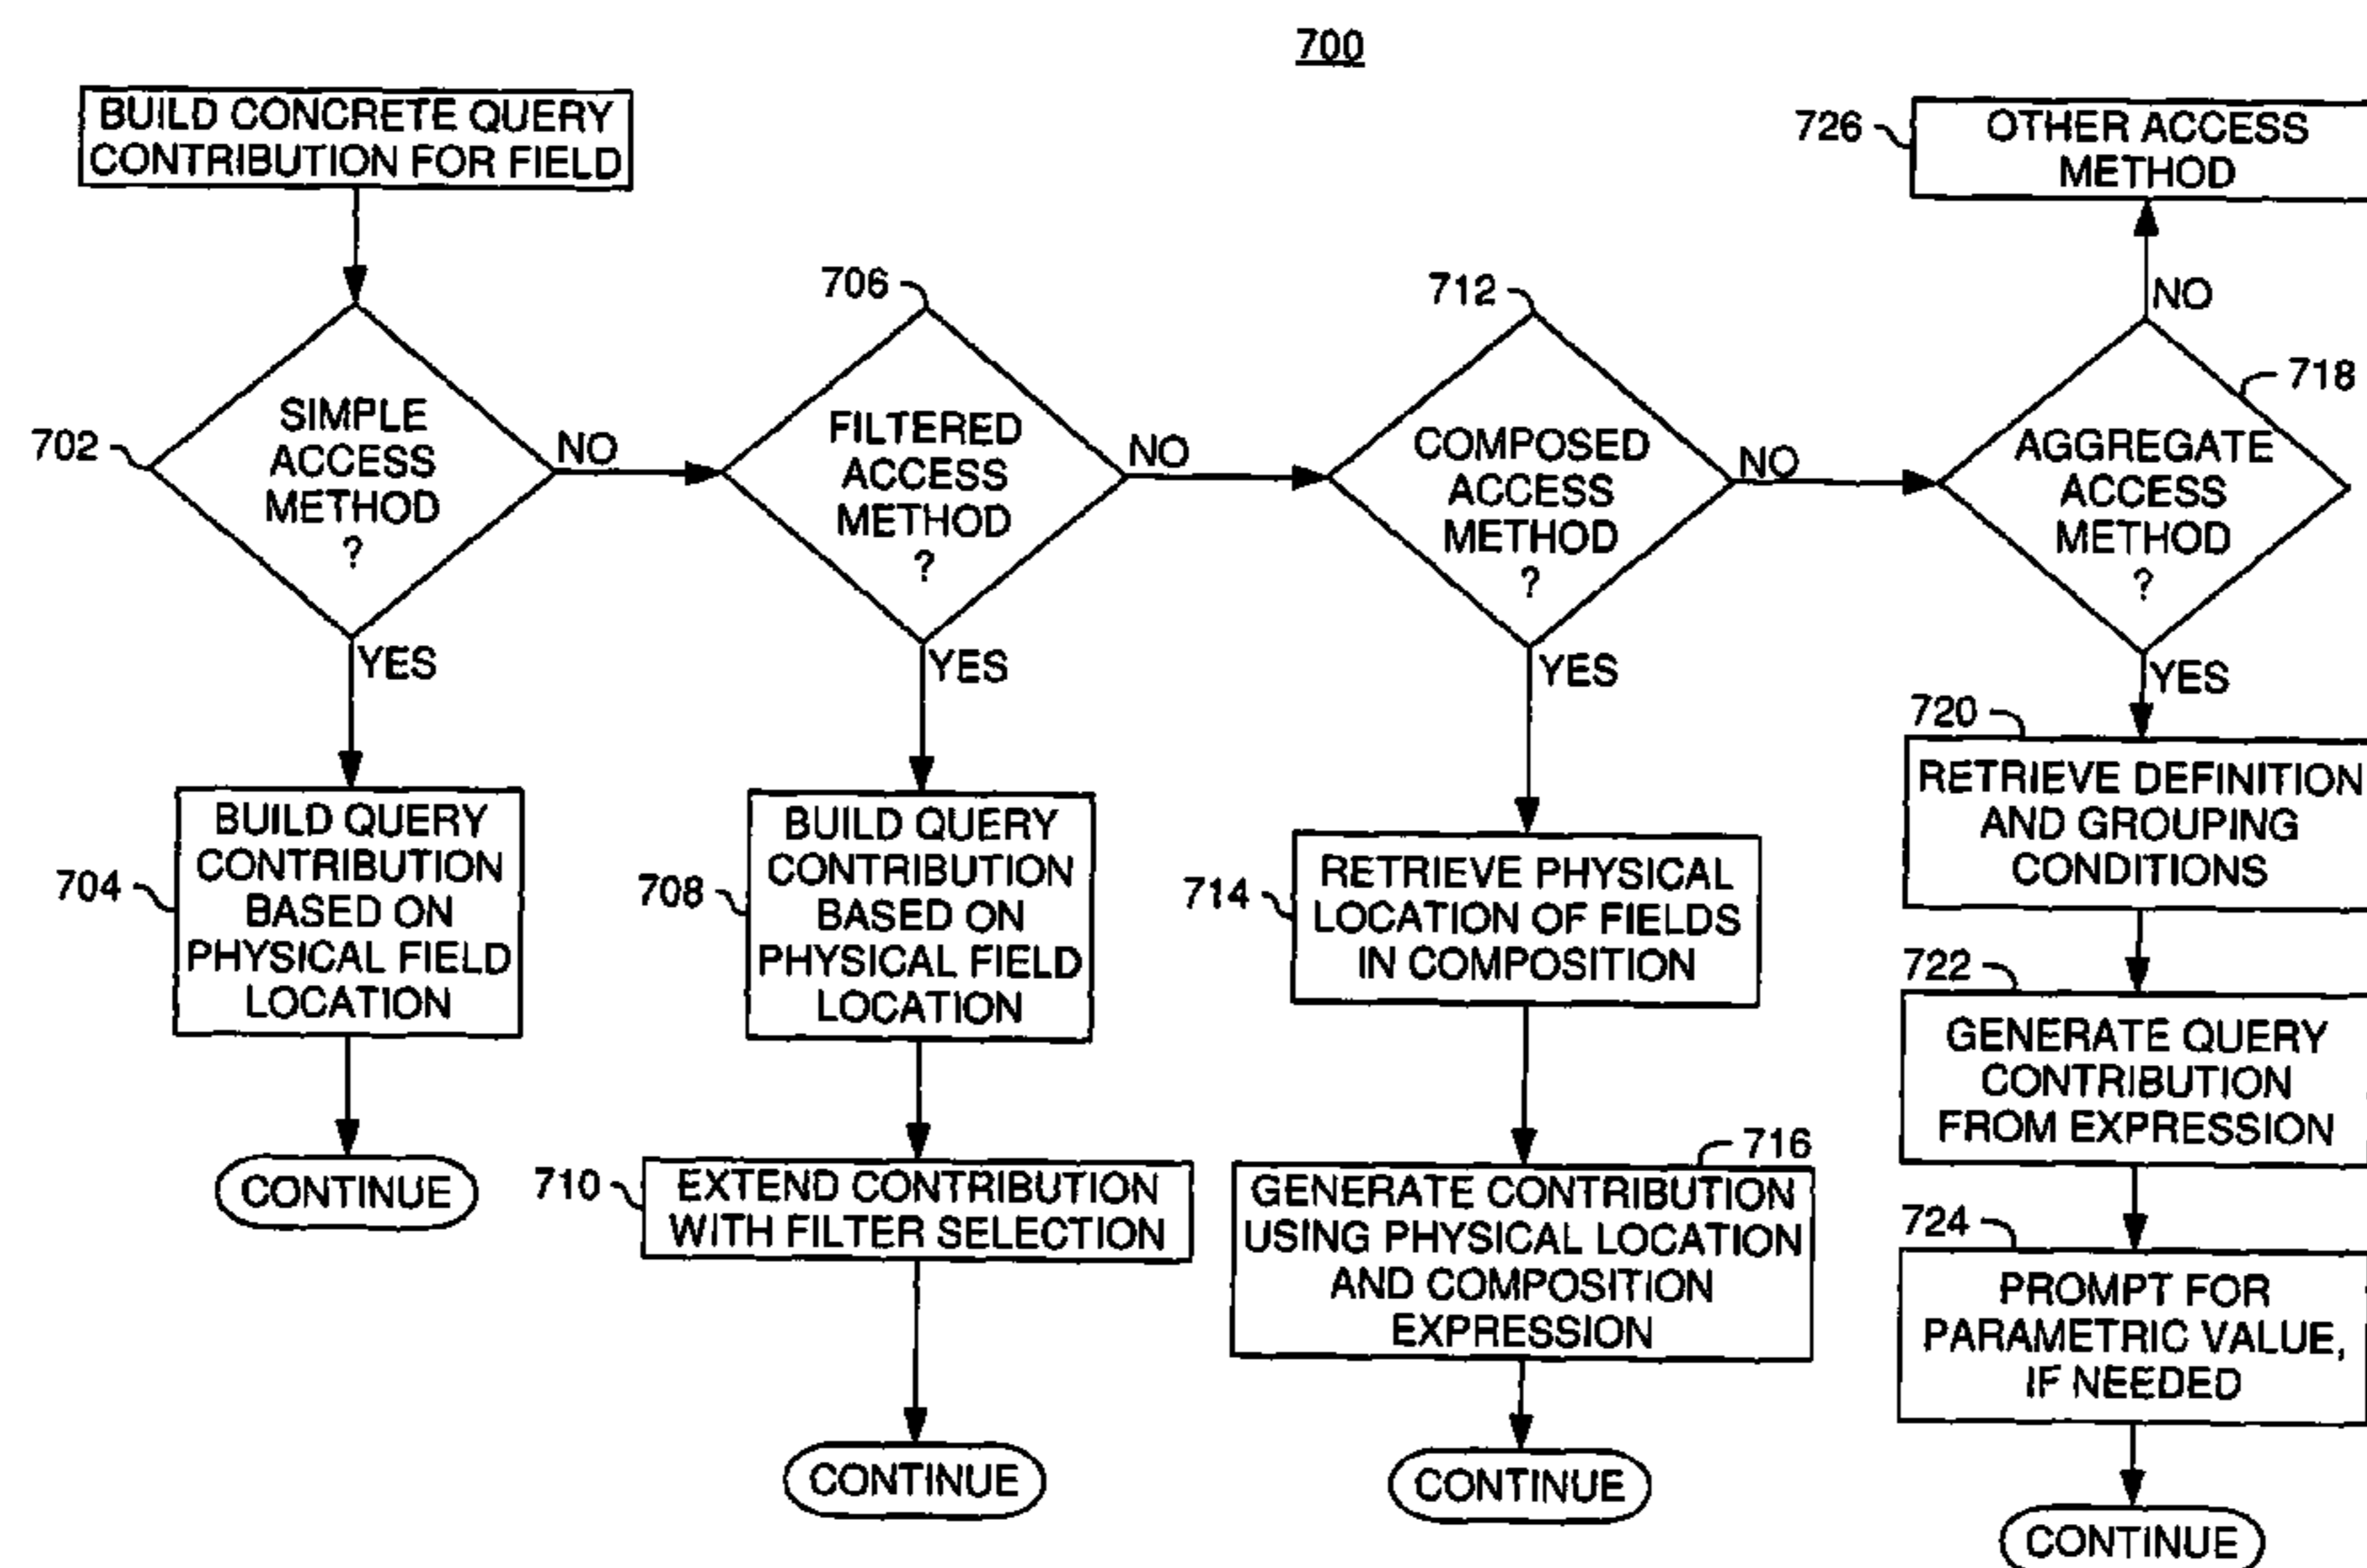 700
BUILD CONCRETE QUERY
CONTRIBUTION FOR FIELD
702
SIMPLE
ACCESS
METHOD
?
NO
YES
704
BUILD QUERY
CONTRIBUTION
BASED ON
PHYSICAL FIELD
LOCATION
CONTINUE
706
FILTERED
ACCESS
METHOD
?
NO
YES
708
BUILD QUERY
CONTRIBUTION
BASED ON
PHYSICAL FIELD
LOCATION
710
EXTEND CONTRIBUTION
WITH FILTER SELECTION
CONTINUE
712
COMPOSED
ACCESS
METHOD
?
NO
YES
714
RETRIEVE PHYSICAL
LOCATION OF FIELDS
IN COMPOSITION
716
GENERATE CONTRIBUTION
USING PHYSICAL LOCATION
AND COMPOSITION
EXPRESSION
CONTINUE
726
OTHER ACCESS
METHOD
NO
718
AGGREGATE
ACCESS
METHOD
?
YES
720
RETRIEVE DEFINITION
AND GROUPING
CONDITIONS
722
GENERATE QUERY
CONTRIBUTION
FROM EXPRESSION
724
PROMPT FOR
PARAMETRIC VALUE,
IF NEEDED
CONTINUE